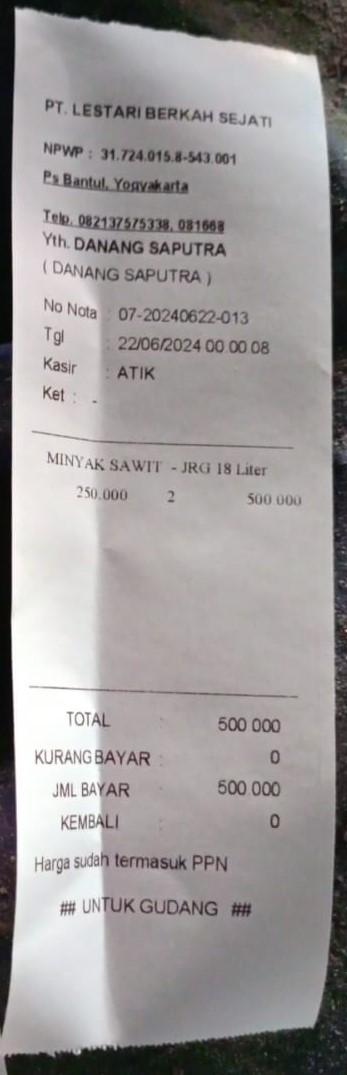 PT. LESTARI BERKAH SEJATI
NPWP : 31.724.015.8-543.001
Ps Bantul, Yogyakarta
Telp. 082137575338, 081668
Yth. DANANG SAPUTRA
( DANANG SAPUTRA )
No Nota : 07-20240622-013
Tgl : 22/06/2024 00 00 08
Kasir : ATIK
Ket : -
MINYAK SAWIT - JRG 18 Liter
250.000 2 500 000
TOTAL : 500 000
KURANG BAYAR : 0
JML BAYAR : 500 000
KEMBALI : 0
Harga sudah termasuk PPN
## UNTUK GUDANG ##